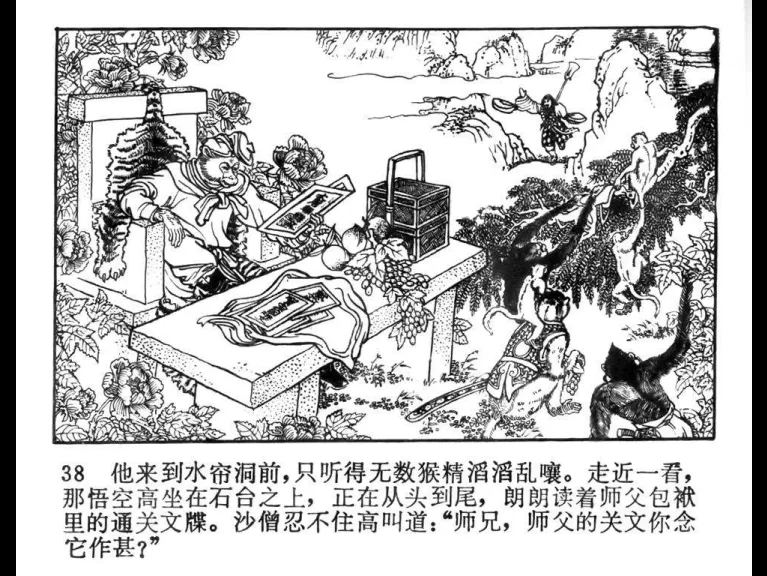 38 他来到水帘洞前,只听得无数猴精滔滔乱嚷。走近一看,
那悟空高坐在石台之上，正在从头到尾，朗朗读着师父包袱
里的通关文牒。沙僧忍不住高叫道:“师兄，师父的关文你念
它作甚?”